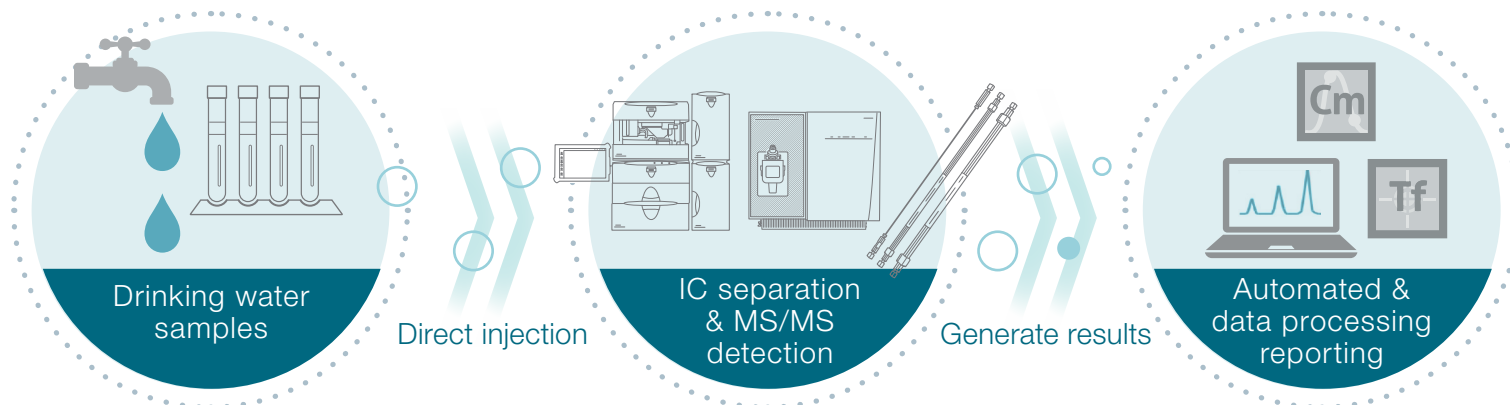 Drinking water
samples
Direct injection
IC separation
& MS/MS
detection
Generate results
Cm
Tf
Automated &
data processing
reporting